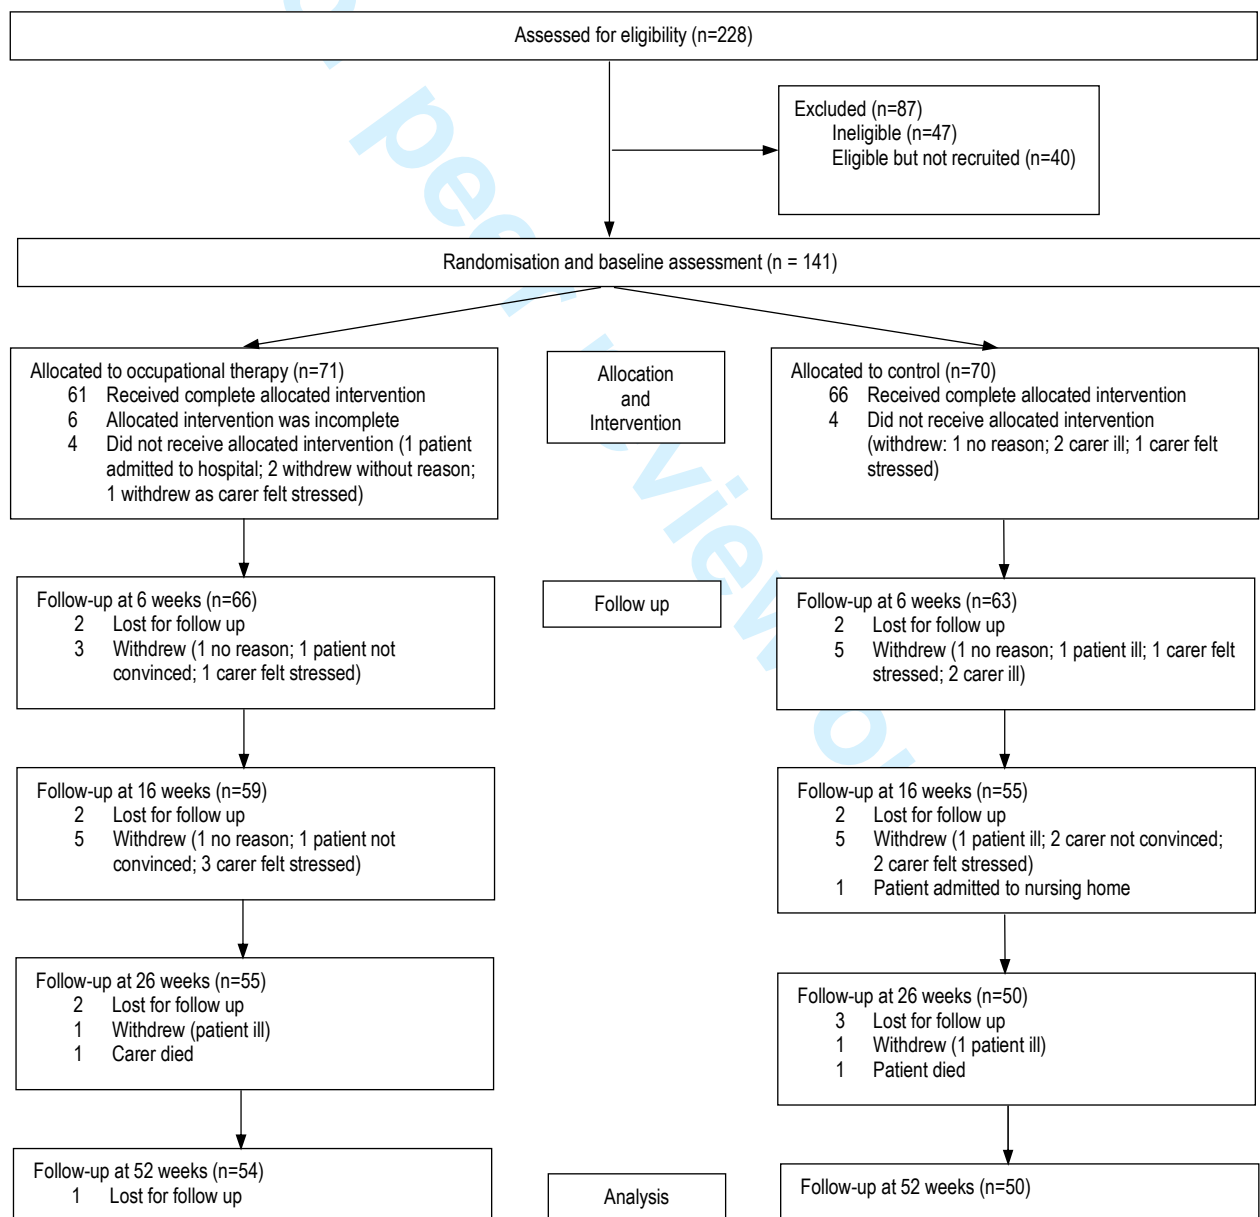 Assessed for eligibility (n=228)
Excluded (n=87)
Ineligible (n=47)
Eligible but not recruited (n=40)
Randomisation and baseline assessment (n = 141)
Allocated to occupational therapy (n=71)
61 Received complete allocated intervention
6 Allocated intervention was incomplete
4 Did not receive allocated intervention (1 patient
admitted to hospital; 2 withdrew without reason;
1 withdrew as carer felt stressed)
Allocation
and
Intervention
Allocated to control (n=70)
66 Received complete allocated intervention
4 Did not receive allocated intervention
(withdrew: 1 no reason; 2 carer ill; 1 carer felt
stressed)
Follow-up at 6 weeks (n=66)
2 Lost for follow up
3 Withdrew (1 no reason; 1 patient not
convinced; 1 carer felt stressed)
Follow up
Follow-up at 6 weeks (n=63)
2 Lost for follow up
5 Withdrew (1 no reason; 1 patient ill; 1 carer felt
stressed; 2 carer ill)
Follow-up at 16 weeks (n=59)
2 Lost for follow up
5 Withdrew (1 no reason; 1 patient not
convinced; 3 carer felt stressed)
Follow-up at 16 weeks (n=55)
2 Lost for follow up
5 Withdrew (1 patient ill; 2 carer not convinced;
2 carer felt stressed)
1 Patient admitted to nursing home
Follow-up at 26 weeks (n=55)
2 Lost for follow up
1 Withdrew (patient ill)
1 Carer died
Follow-up at 26 weeks (n=50)
3 Lost for follow up
1 Withdrew (1 patient ill)
1 Patient died
Follow-up at 52 weeks (n=54)
1 Lost for follow up
Analysis
Follow-up at 52 weeks (n=50)
peer review